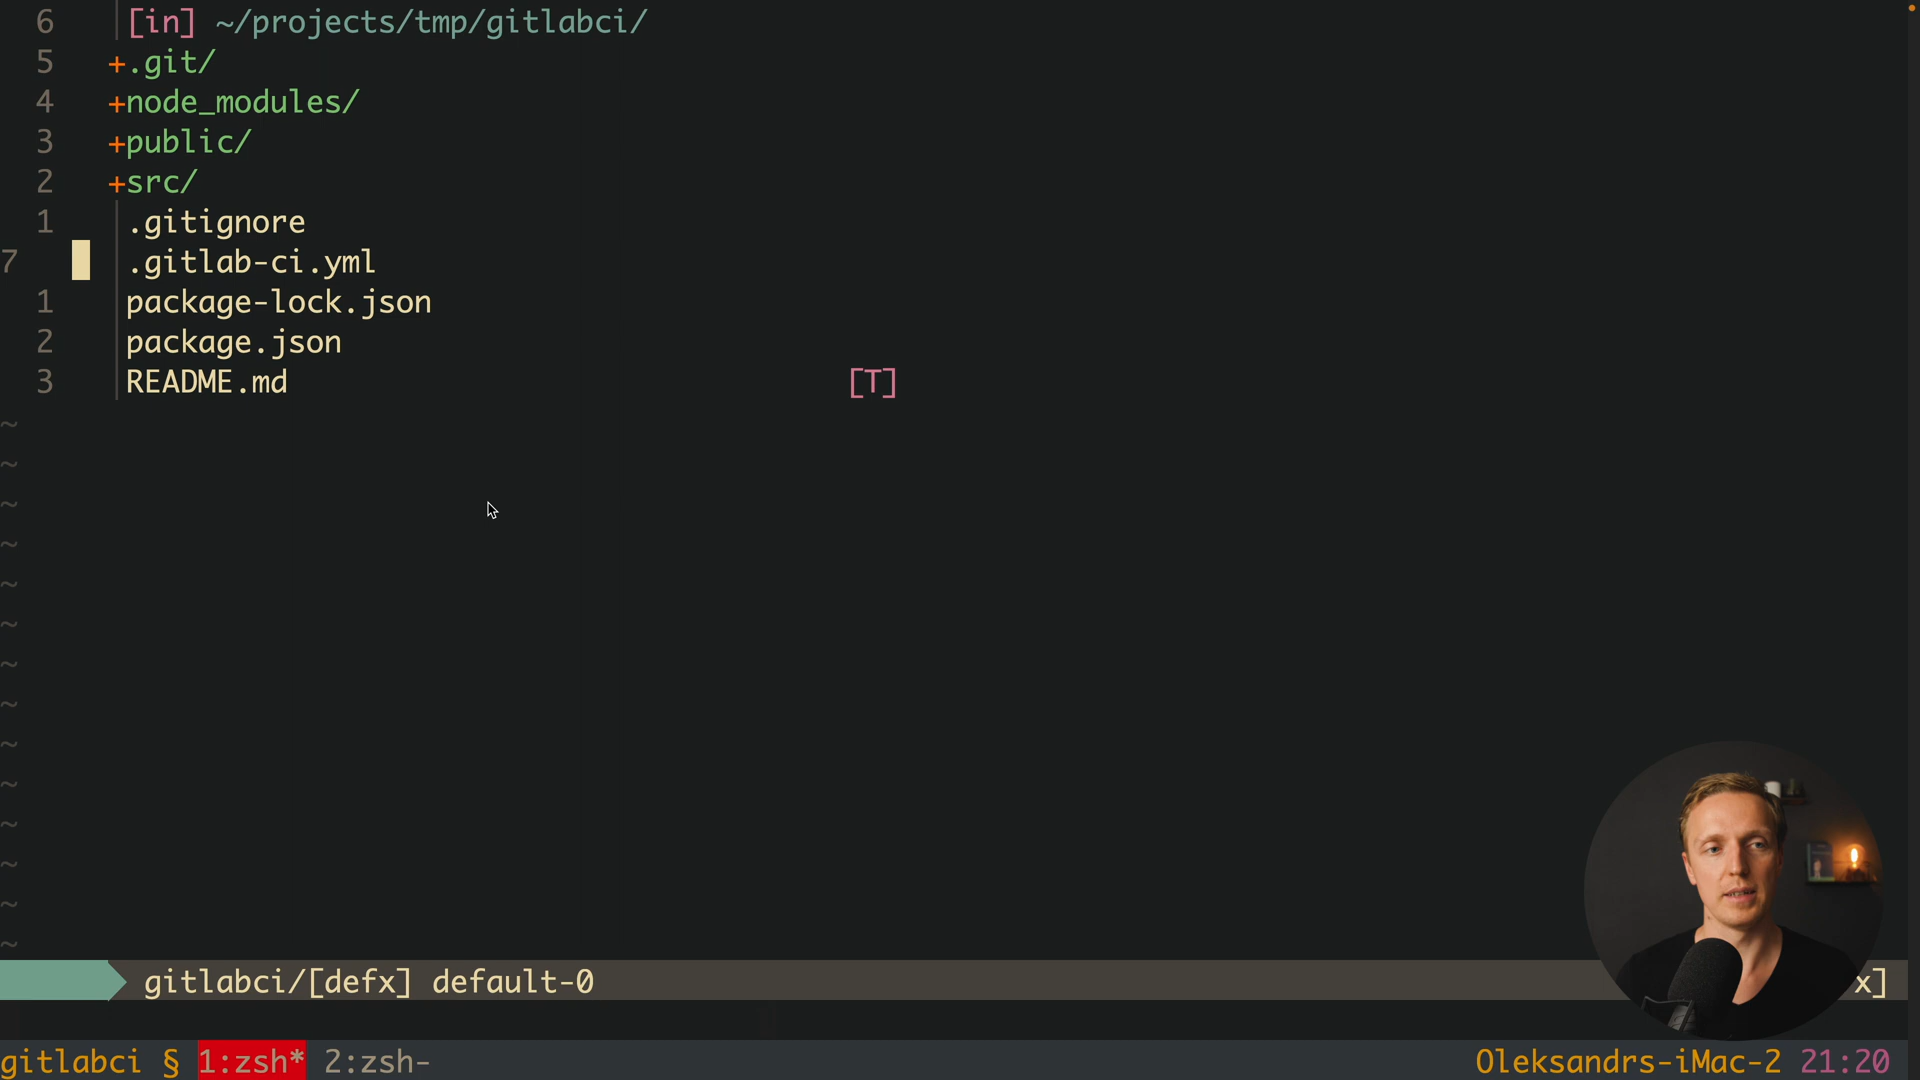 6 [in] ~/projects/tmp/gitlabci/
5 +.git/
4 +node_modules/
3 +public/
2 +src/
1 .gitignore
7 .gitlab-ci.yml
1 package-lock.json
2 package.json
3 README.md [T]
~
~
~
~
~
~
~
~
~
~
~
~
~
~
gitlabci/[defx] default-0 x]
gitlabci § 1:zsh* 2:zsh- Oleksandrs-iMac-2 21:20